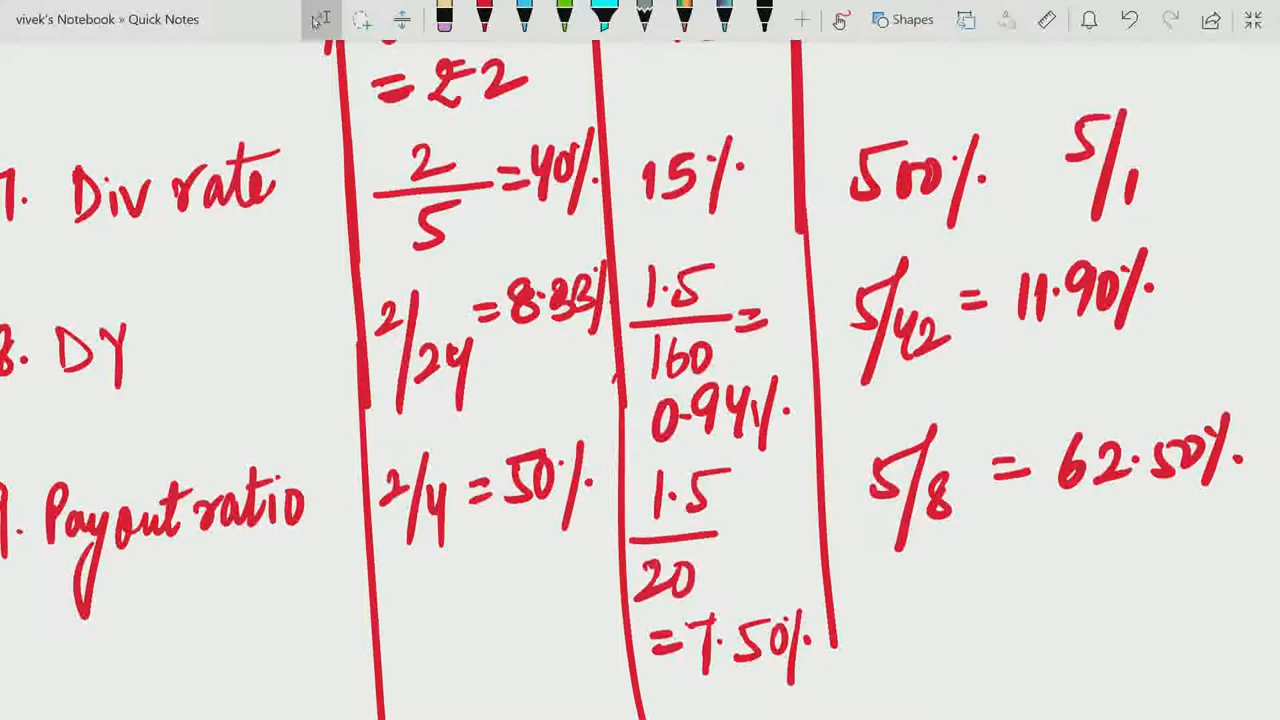 vivek's Notebook » Quick Notes
Shapes
= ₹2
7. Div rate 2/5 = 40% 15% 500% 5/1
8. DY 2/24 = 8.33% 1.5/160 = 0.94% 5/42 = 11.90%
9. Payout ratio 2/4 = 50% 1.5/20 = 7.50% 5/8 = 62.50%